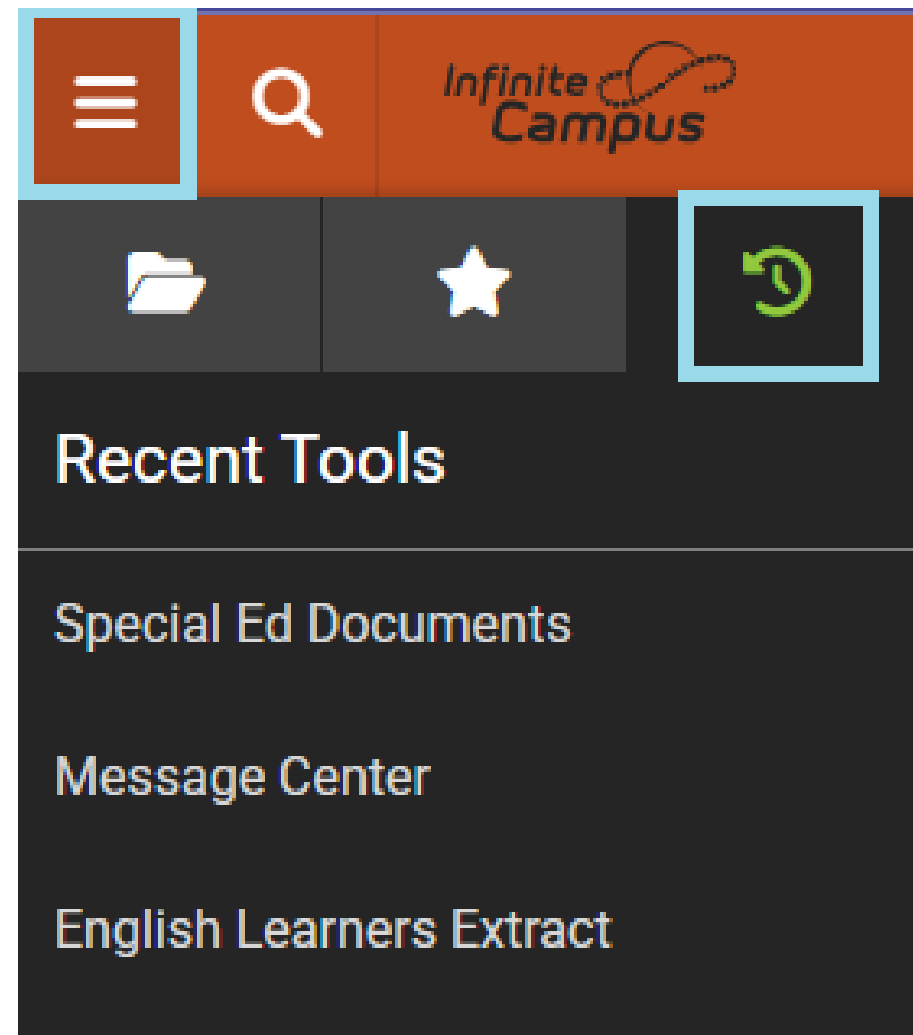 Infinite
Campus
Recent Tools
Special Ed Documents
Message Center
English Learners Extract